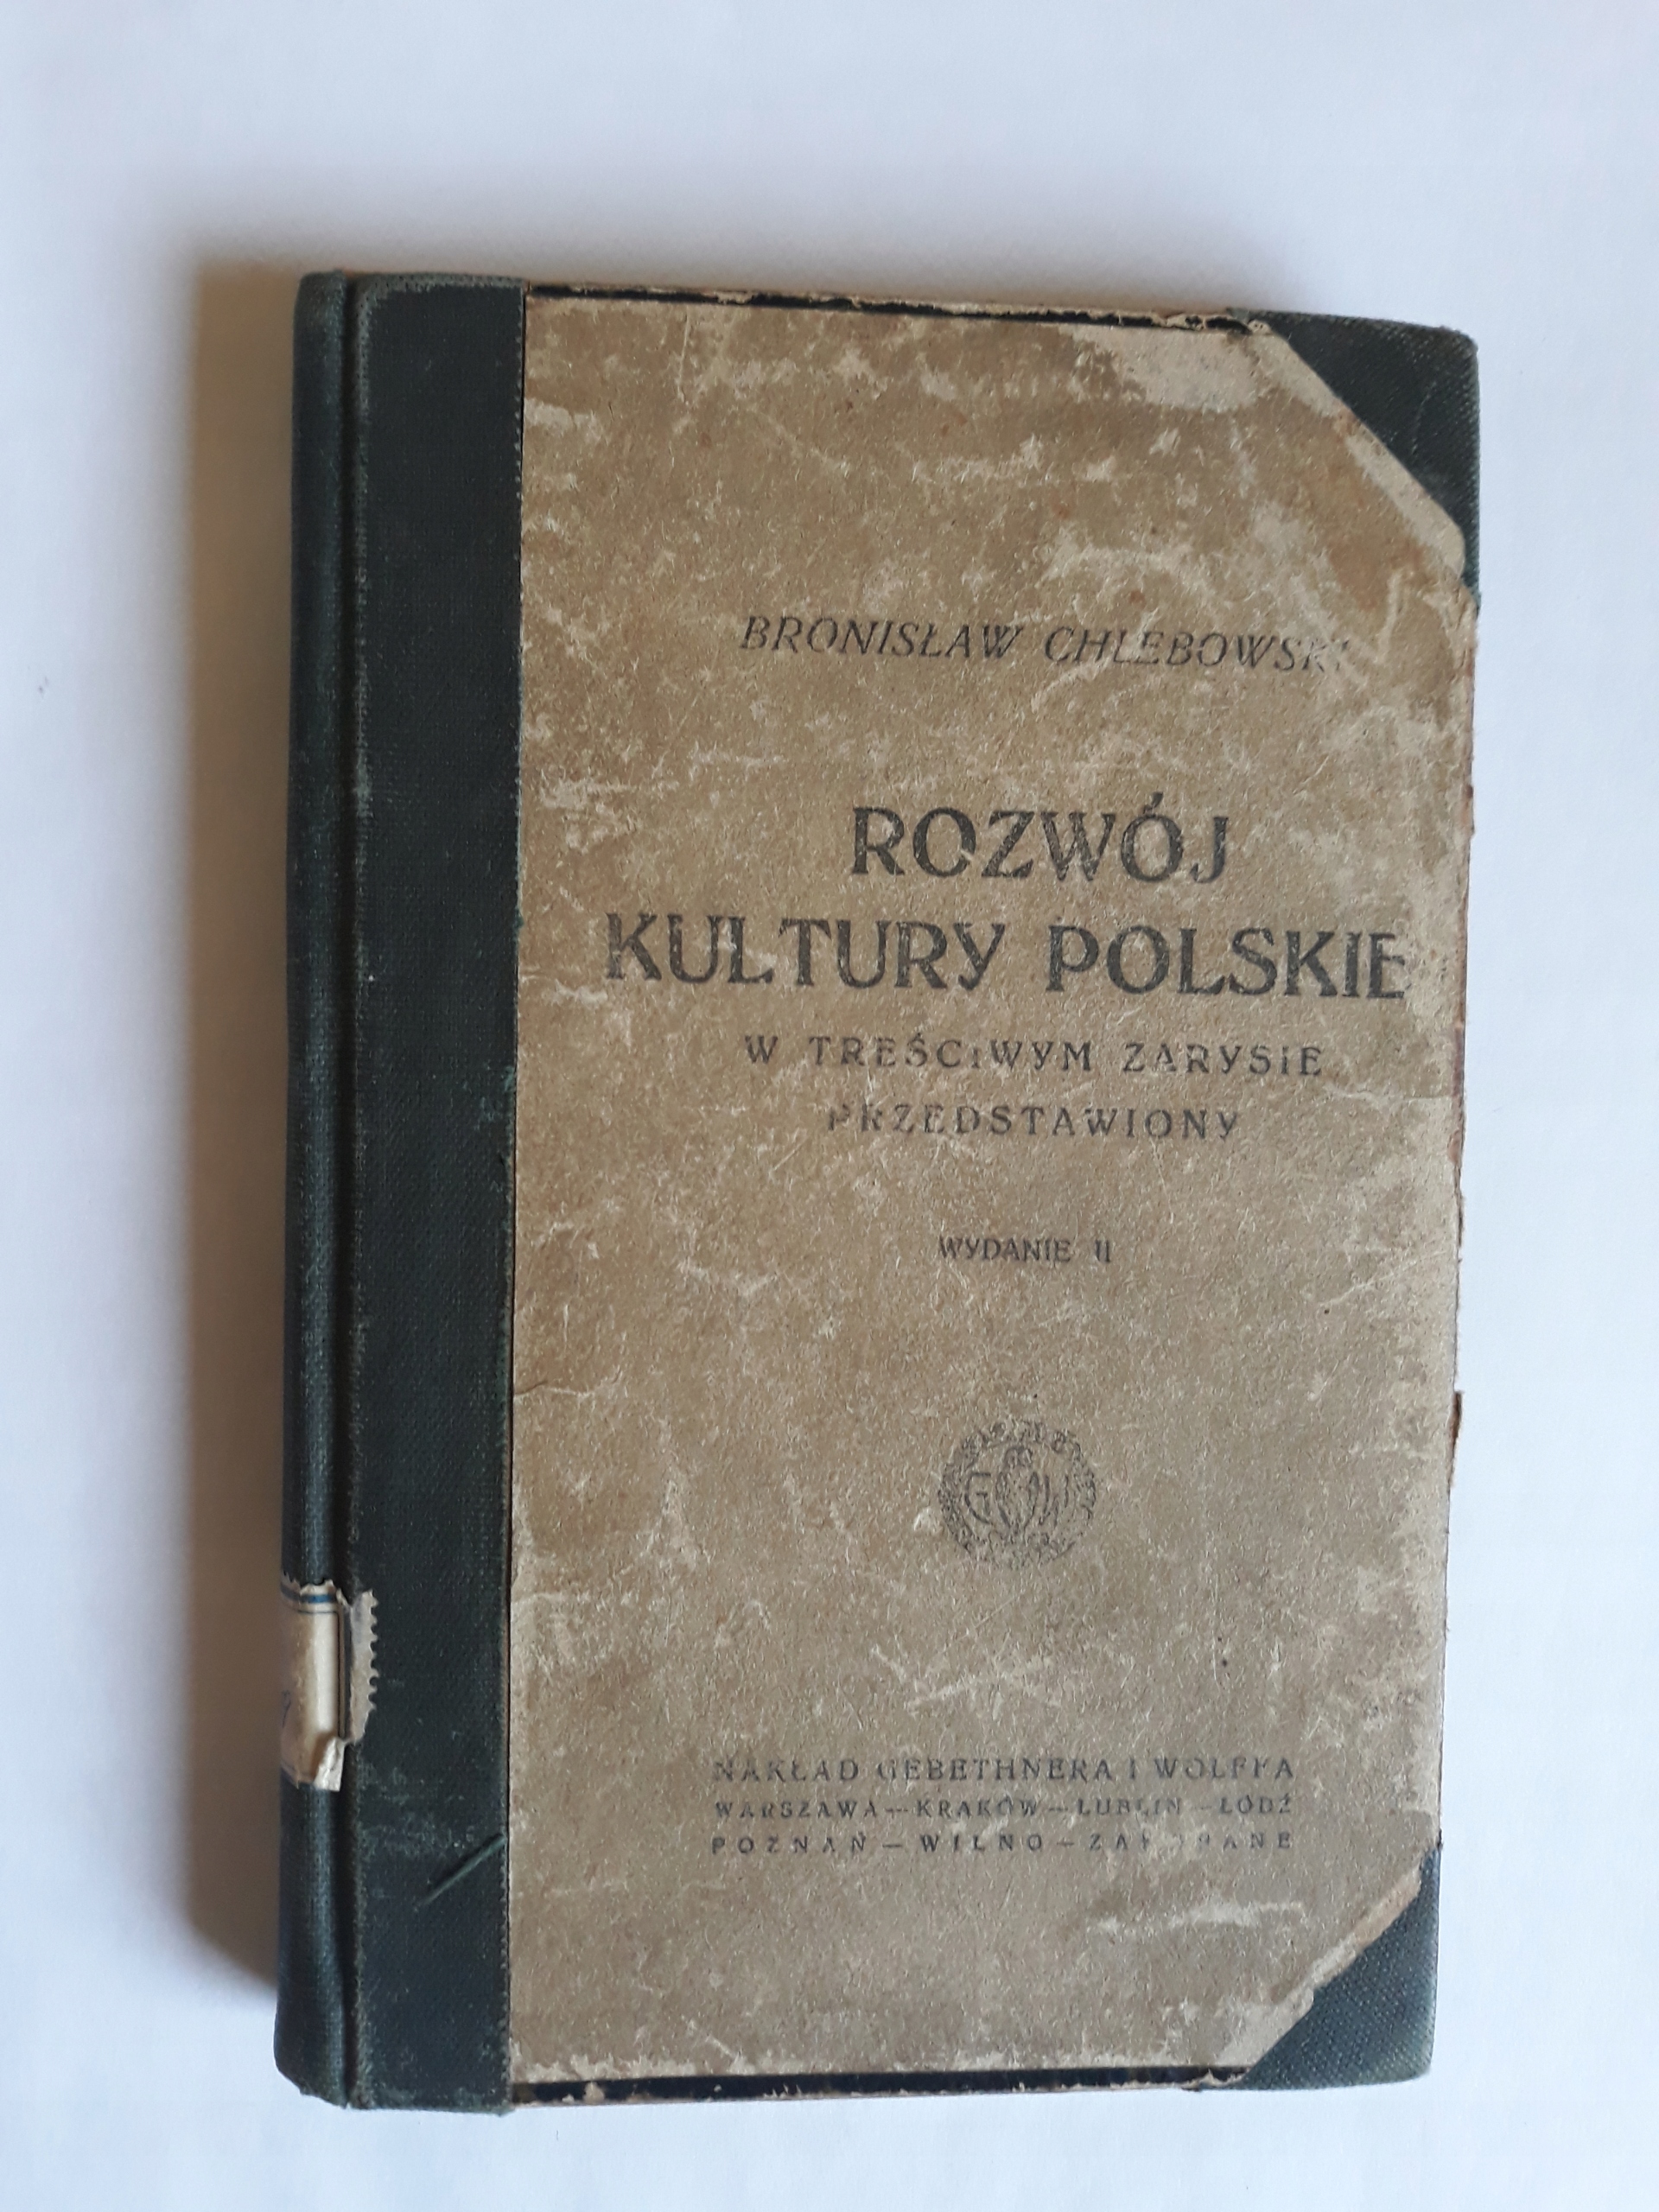 BRONISŁAW CHLEBOWSKI
ROZWÓJ
KULTURY POLSKIE
W TREŚCIWYM ZARYSIE
PRZEDSTAWIONY
WYDANIE II
G W
NAKŁAD GEBETHNERA I WOLFFA
WARSZAWA—KRAKÓW—LUBLIN—ŁÓDŹ
POZNAŃ—WILNO—ZAKOPANE